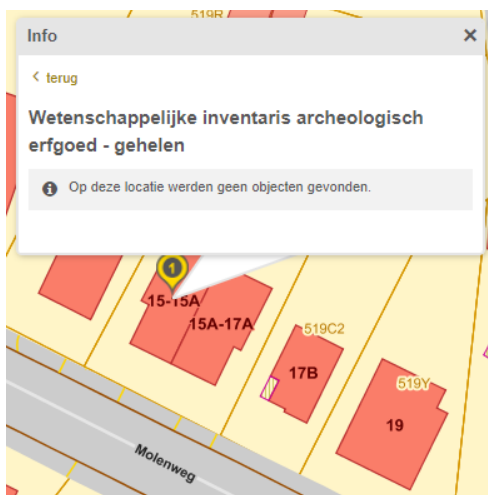 519R
Info
×
< terug
Wetenschappelijke inventaris archeologisch
erfgoed - gehelen
Op deze locatie werden geen objecten gevonden.
1
15-15A
15A-17A
519C2
17B
519Y
19
Molenweg